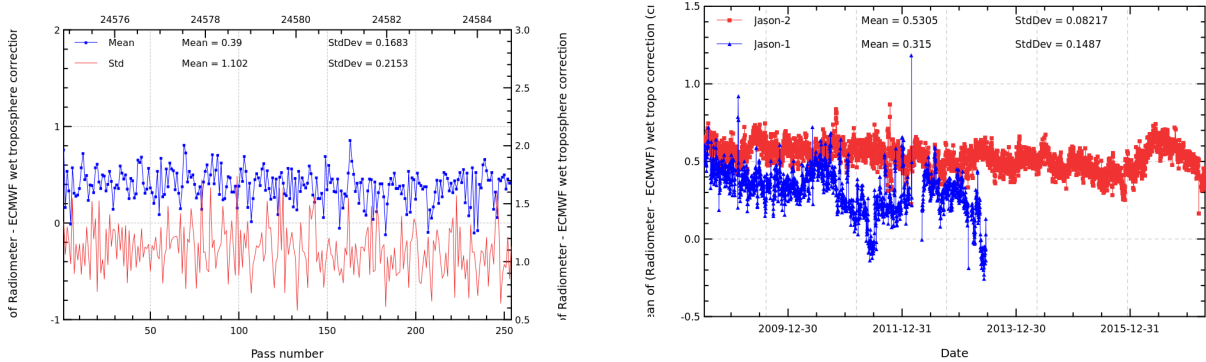 24576 24578 24580 24582 24584
2 3.0
Mean Mean = 0.39 StdDev = 0.1683
Std Mean = 1.102 StdDev = 0.2153
2.5
1 2.0
1.5
0
1.0
-1 0.5
50 100 150 200 250
Pass number
of Radiometer - ECMWF wet troposphere correction
of Radiometer - ECMWF wet troposphere correction
1.5
Jason-2 Mean = 0.5305 StdDev = 0.08217
Jason-1 Mean = 0.315 StdDev = 0.1487
1.0
0.5
0.0
-0.5
2009-12-30 2011-12-31 2013-12-30 2015-12-31
Date
ean of (Radiometer - ECMWF) wet tropo correction (cr